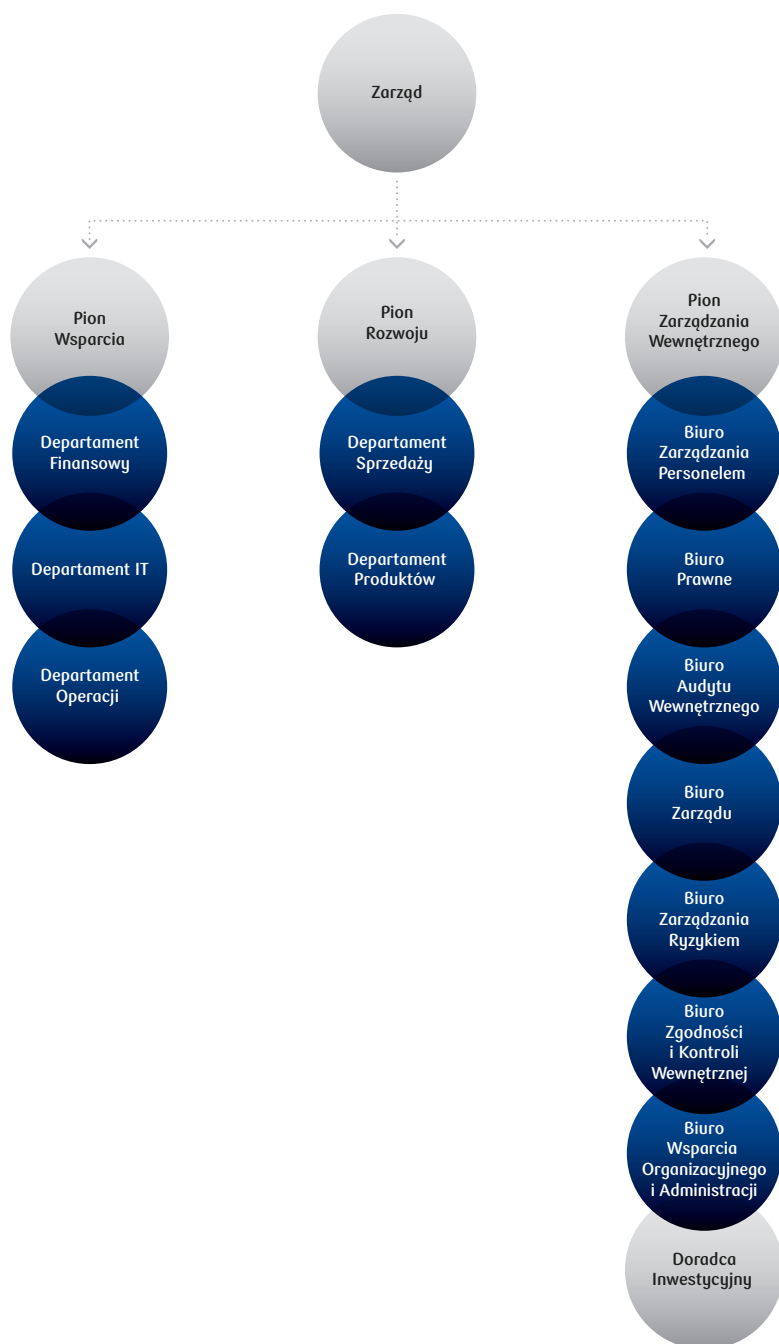 Zarząd
Pion
Wsparcia
Departament
Finansowy
Departament IT
Departament
Operacji
Pion
Rozwoju
Departament
Sprzedaży
Departament
Produktów
Pion
Zarządzania
Wewnętrznego
Biuro
Zarządzania
Personelem
Biuro
Prawne
Biuro
Audytu
Wewnętrznego
Biuro
Zarządu
Biuro
Zarządzania
Ryzykiem
Biuro
Zgodności
i Kontroli
Wewnętrznej
Biuro
Wsparcia
Organizacyjnego
i Administracji
Doradca
Inwestycyjny